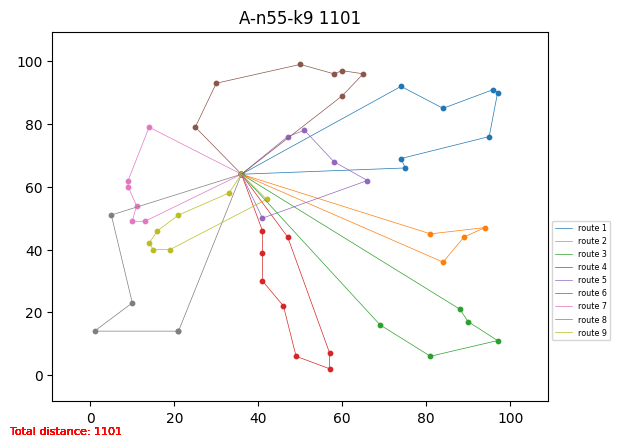 A-n55-k9 1101
100
80
60
40
20
0
0 20 40 60 80 100
route 1
route 2
route 3
route 4
route 5
route 6
route 7
route 8
route 9
Total distance: 1101